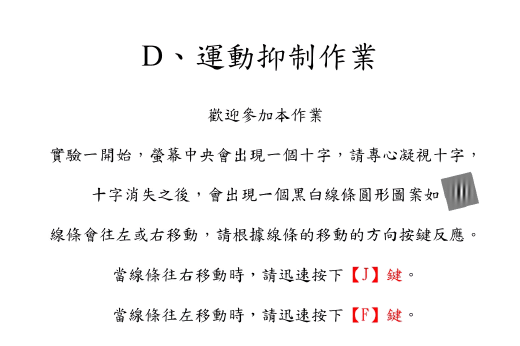 D、運動抑制作業
歡迎參加本作業
實驗一開始，螢幕中央會出現一個十字，請專心凝視十字，
十字消失之後，會出現一個黑白線條圓形圖案如
線條會往左或右移動，請根據線條的移動的方向按鍵反應。
當線條往右移動時，請迅速按下【J】鍵。
當線條往左移動時，請迅速按下【F】鍵。